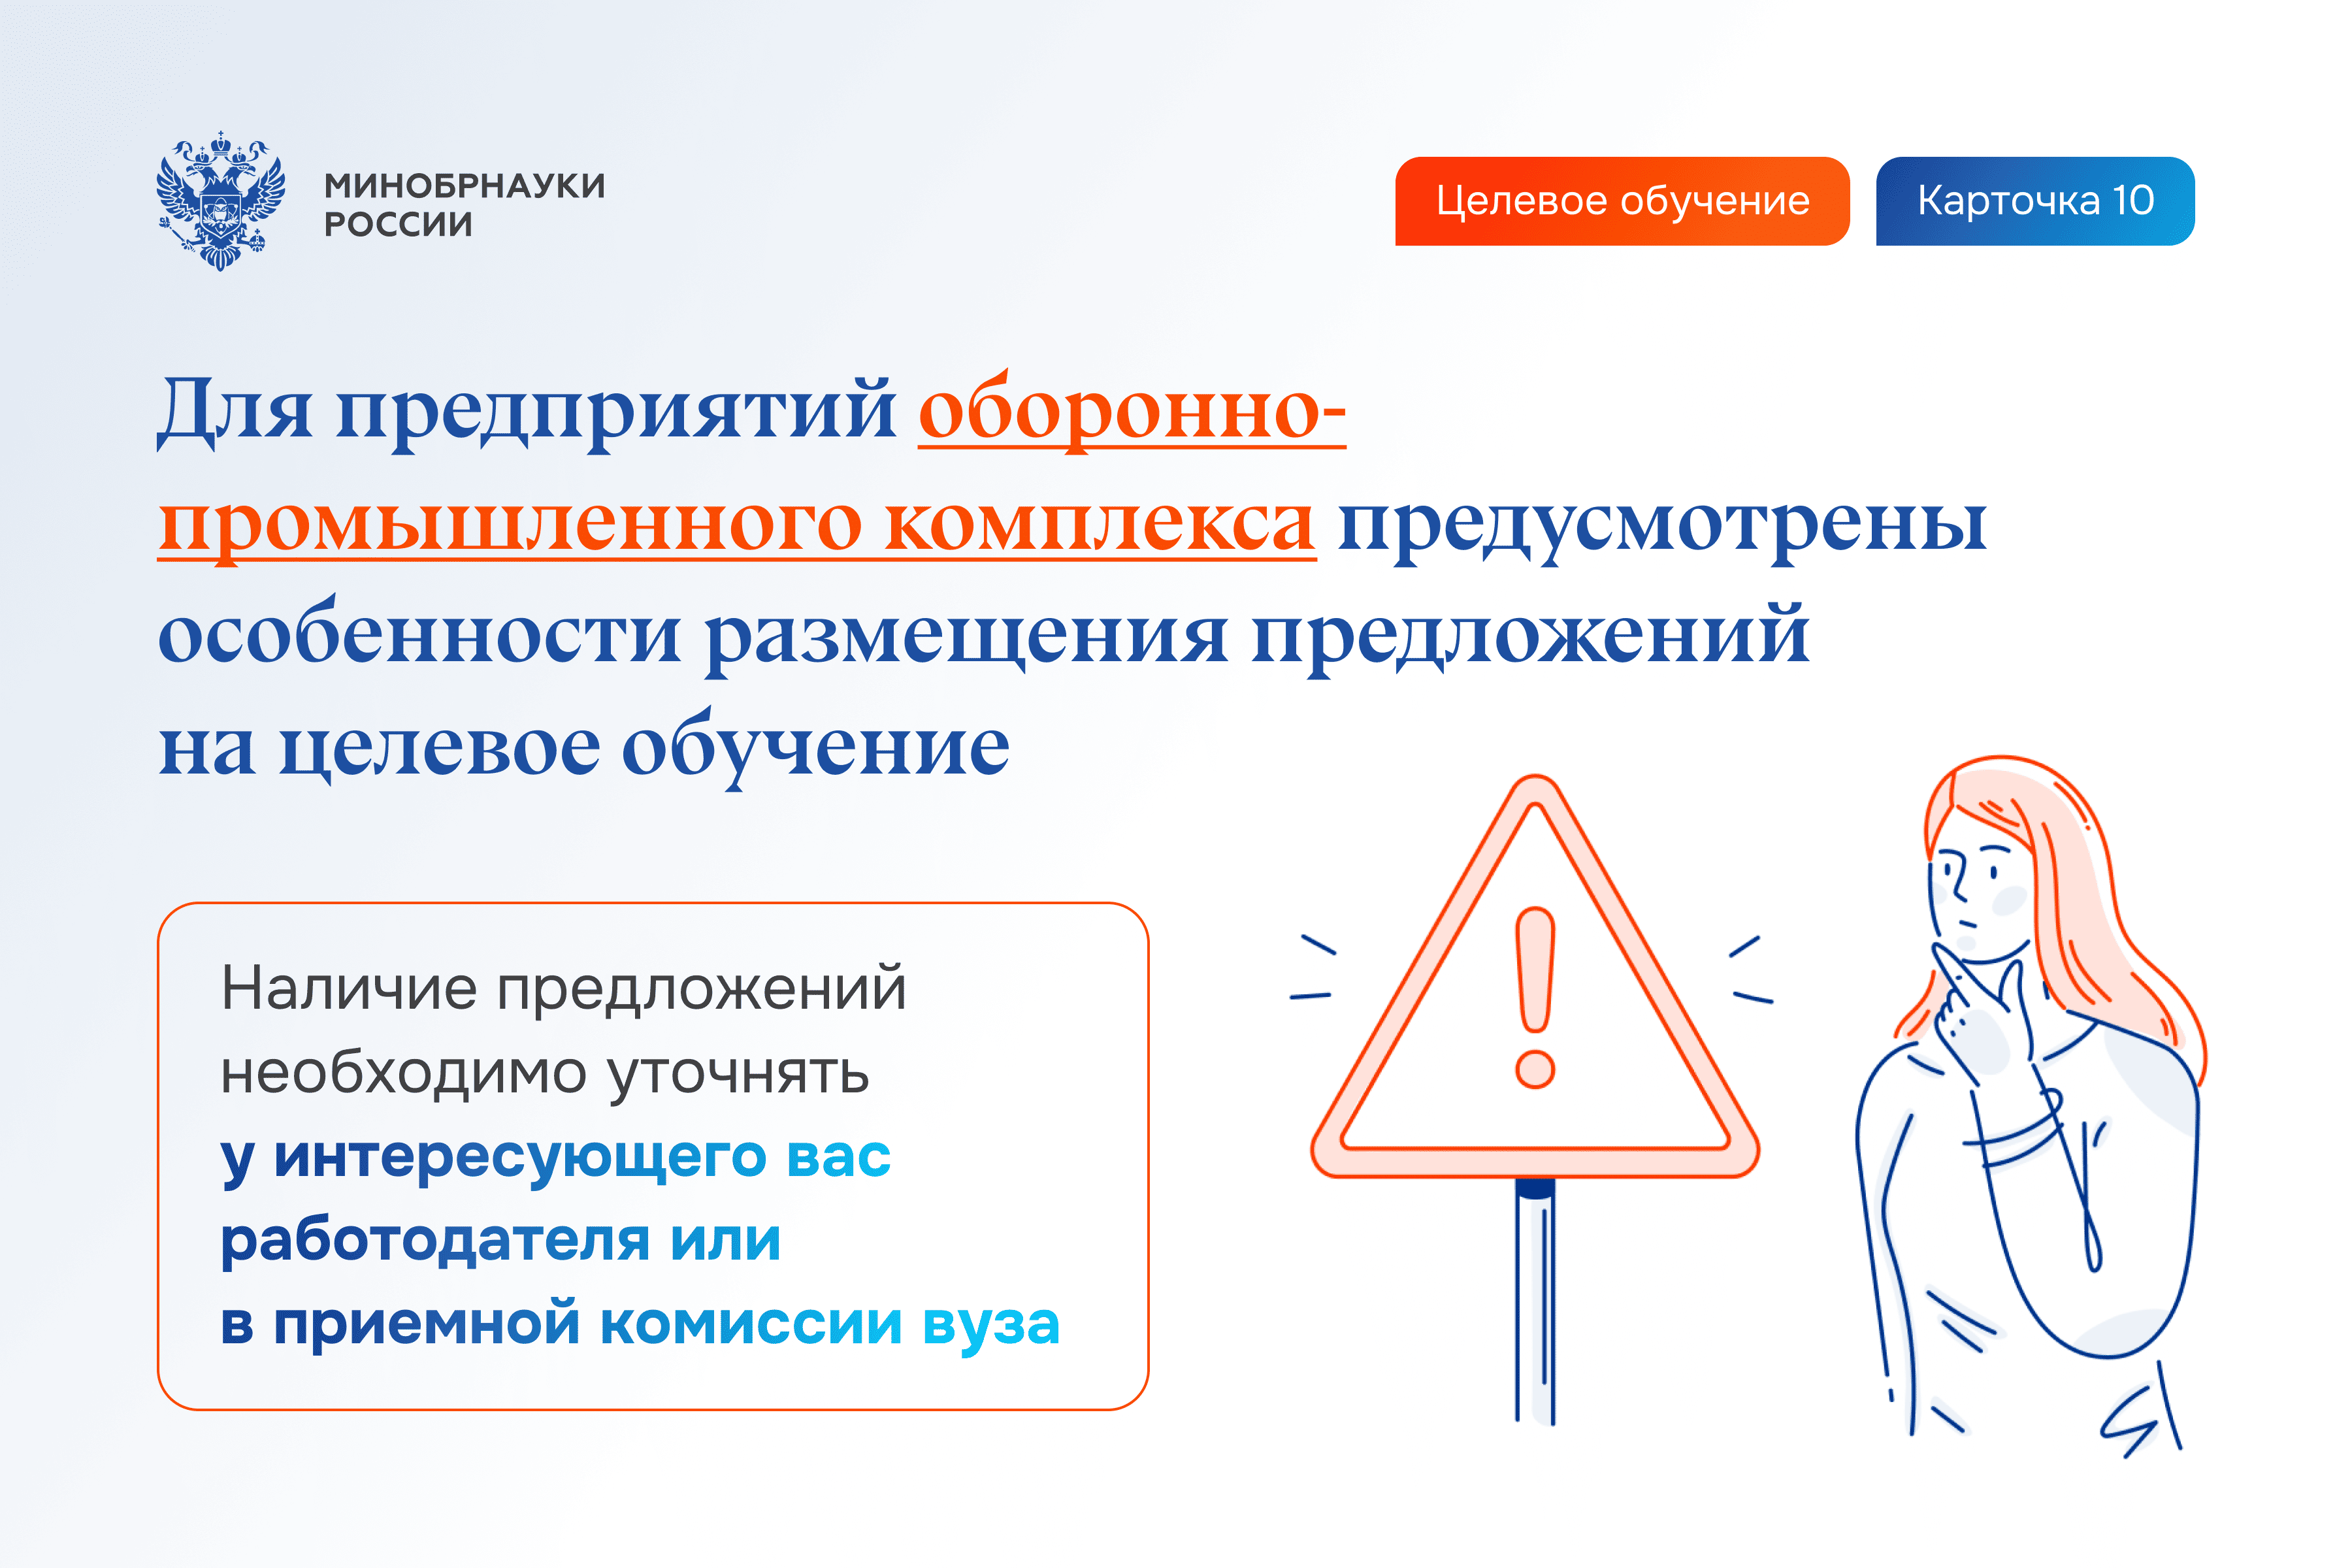 МИНОБРНАУКИ
РОССИИ
Целевое обучение
Карточка 10
Для предприятий оборонно-
промышленного комплекса предусмотрены
особенности размещения предложений
на целевое обучение
Наличие предложений
необходимо уточнять
у интересующего вас
работодателя или
в приемной комиссии вуза